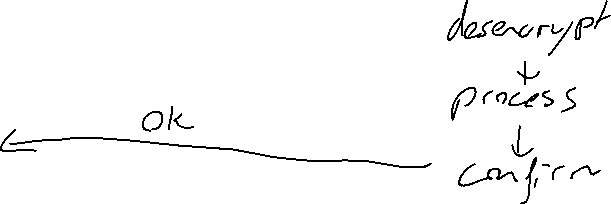 desencrypt
process
OK
confirm